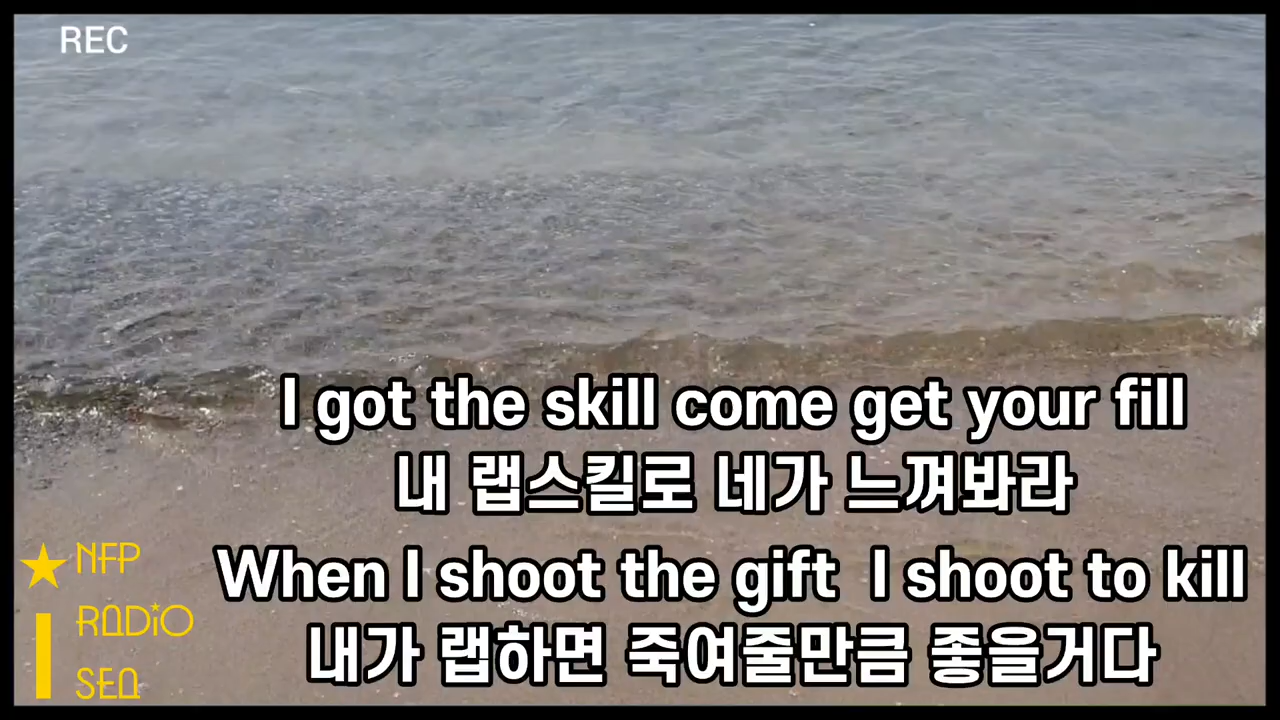 REC
I got the skill come get your fill
내 랩스킬로 네가 느껴봐라
When I shoot the gift I shoot to kill
내가 랩하면 죽여줄만큼 좋을거다
NFP
RADiO
SEA